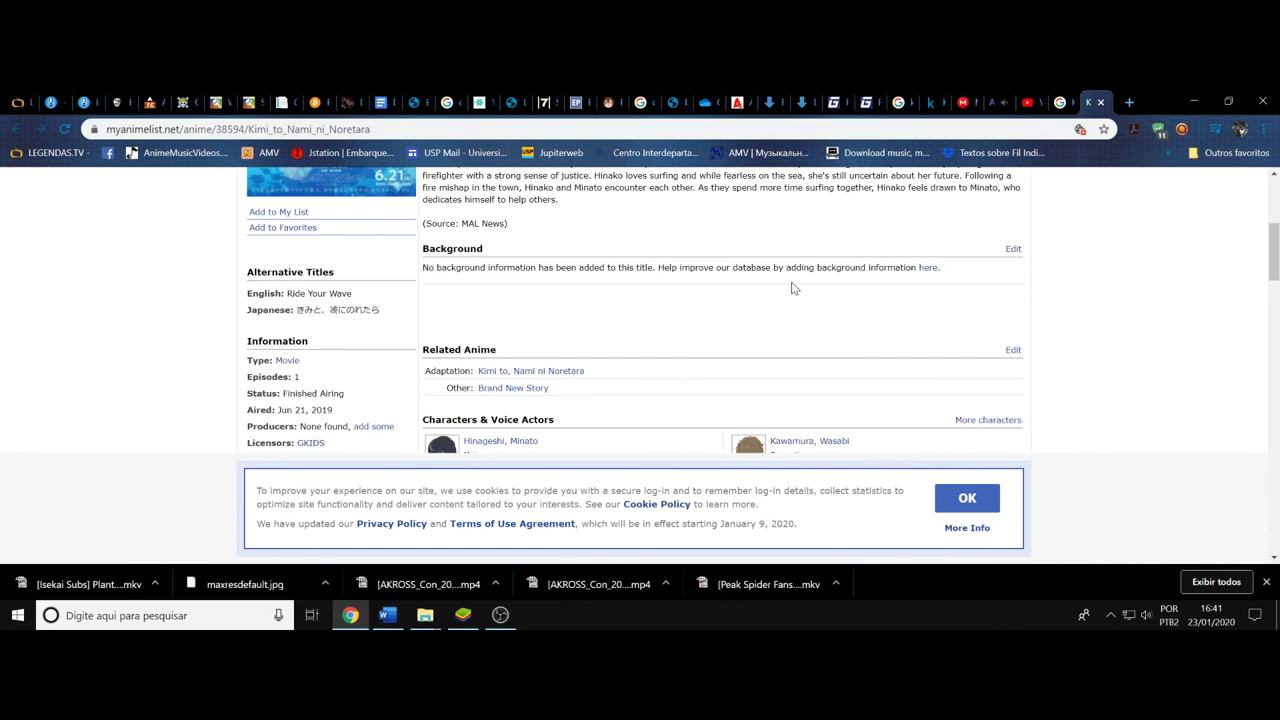 myanimelist.net/anime/38594/Kimi_to_Nami_ni_Noretara
LEGENDAS.TV
AnimeMusicVideos...
AMV
Jstation | Embarque...
USP Mail - Universi...
Jupiterweb
Centro Interdeparta...
AMV | Музыкальн...
Download music, m...
Textos sobre Fil Indi...
Outros favoritos
6.21
Add to My List
Add to Favorites
Alternative Titles
English: Ride Your Wave
Japanese: きみと、波にのれたら
Information
Type: Movie
Episodes: 1
Status: Finished Airing
Aired: Jun 21, 2019
Producers: None found, add some
Licensors: GKIDS
firefighter with a strong sense of justice. Hinako loves surfing and while fearless on the sea, she's still uncertain about her future. Following a
fire mishap in the town, Hinako and Minato encounter each other. As they spend more time surfing together, Hinako feels drawn to Minato, who
dedicates himself to help others.
(Source: MAL News)
Background Edit
No background information has been added to this title. Help improve our database by adding background information here.
Related Anime Edit
Adaptation: Kimi to, Nami ni Noretara
Other: Brand New Story
Characters & Voice Actors More characters
Hinageshi, Minato
Kawamura, Wasabi
To improve your experience on our site, we use cookies to provide you with a secure log-in and to remember log-in details, collect statistics to
optimize site functionality and deliver content tailored to your interests. See our Cookie Policy to learn more.
We have updated our Privacy Policy and Terms of Use Agreement, which will be in effect starting January 9, 2020.
OK
More Info
[Isekai Subs] Plant....mkv
maxresdefault.jpg
[AKROSS_Con_20....mp4
[AKROSS_Con_20....mp4
[Peak Spider Fans....mkv
Exibir todos
Digite aqui para pesquisar
POR
PTB2
16:41
23/01/2020